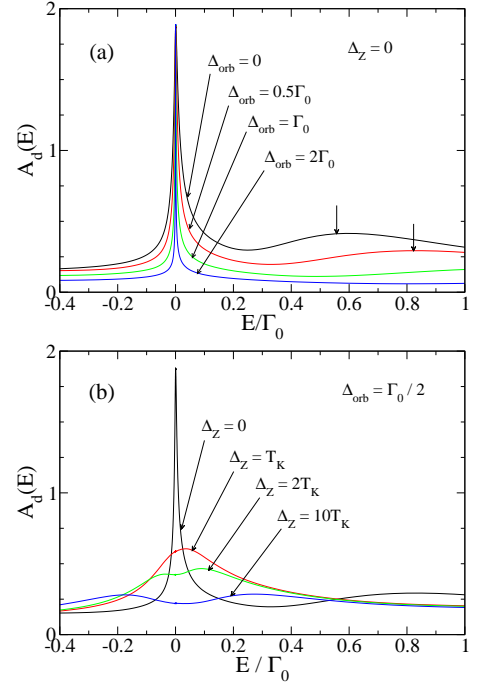 2
(a)
Δ_Z = 0
Δ_orb = 0
Δ_orb = 0.5Γ_0
Δ_orb = Γ_0
Δ_orb = 2Γ_0
A_d(E)
1
0
-0.4 -0.2 0 0.2 0.4 0.6 0.8 1
E/Γ_0
2
(b)
Δ_orb = Γ_0 / 2
Δ_Z = 0
Δ_Z = T_K
Δ_Z = 2T_K
Δ_Z = 10T_K
A_d(E)
1
0
-0.4 -0.2 0 0.2 0.4 0.6 0.8 1
E / Γ_0